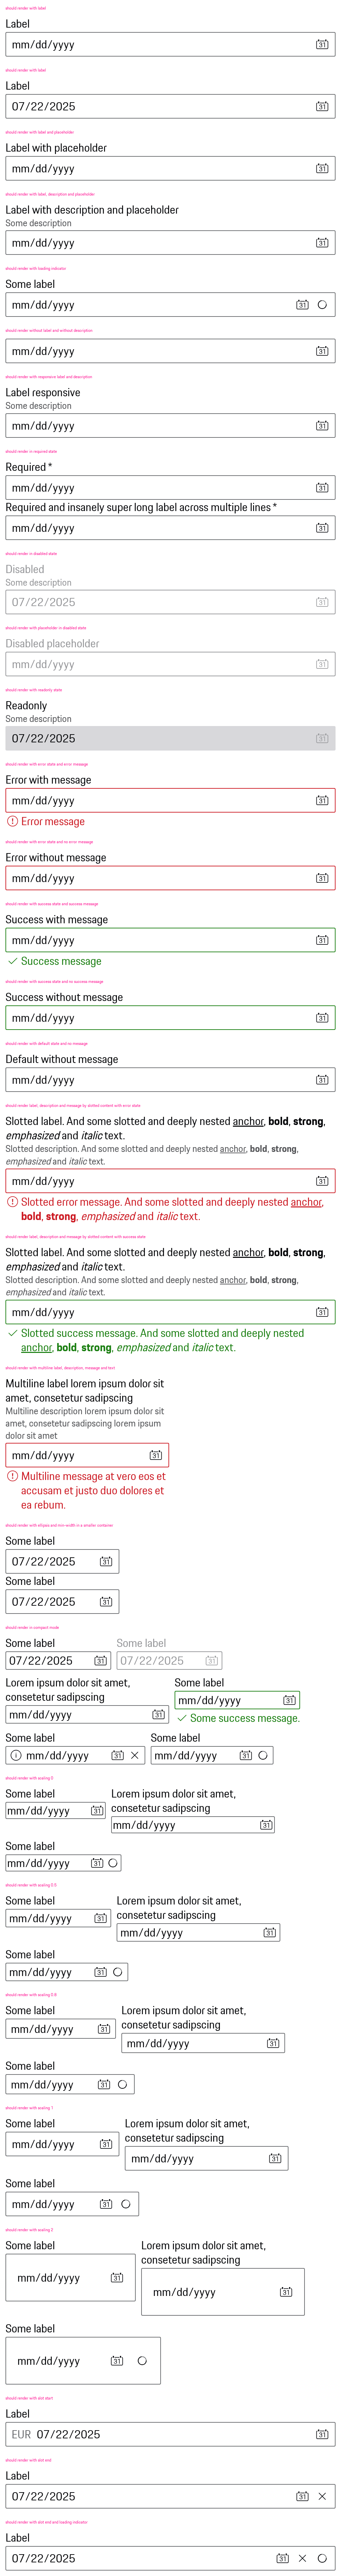 should render with label
Label
mm/dd/yyyy
should render with label
Label
07/22/2025
should render with label and placeholder
Label with placeholder
mm/dd/yyyy
should render with label, description and placeholder
Label with description and placeholder
Some description
mm/dd/yyyy
should render with loading indicator
Some label
mm/dd/yyyy
should render without label and without description
mm/dd/yyyy
should render with responsive label and description
Label responsive
Some description
mm/dd/yyyy
should render in required state
Required *
mm/dd/yyyy
Required and insanely super long label across multiple lines *
mm/dd/yyyy
should render in disabled state
Disabled
Some description
07/22/2025
should render with placeholder in disabled state
Disabled placeholder
mm/dd/yyyy
should render with readonly state
Readonly
Some description
07/22/2025
should render with error state and error message
Error with message
mm/dd/yyyy
Error message
should render with error state and no error message
Error without message
mm/dd/yyyy
should render with success state and success message
Success with message
mm/dd/yyyy
Success message
should render with success state and no success message
Success without message
mm/dd/yyyy
should render with default state and no message
Default without message
mm/dd/yyyy
should render label, description and message by slotted content with error state
Slotted label. And some slotted and deeply nested anchor, bold, strong,
emphasized and italic text.
Slotted description. And some slotted and deeply nested anchor, bold, strong,
emphasized and italic text.
mm/dd/yyyy
Slotted error message. And some slotted and deeply nested anchor,
bold, strong, emphasized and italic text.
should render label, description and message by slotted content with success state
Slotted label. And some slotted and deeply nested anchor, bold, strong,
emphasized and italic text.
Slotted description. And some slotted and deeply nested anchor, bold, strong,
emphasized and italic text.
mm/dd/yyyy
Slotted success message. And some slotted and deeply nested
anchor, bold, strong, emphasized and italic text.
should render with multiline label, description, message and text
Multiline label lorem ipsum dolor sit
amet, consetetur sadipscing
Multiline description lorem ipsum dolor sit
amet, consetetur sadipscing lorem ipsum
dolor sit amet
mm/dd/yyyy
Multiline message at vero eos et
accusam et justo duo dolores et
ea rebum.
should render with ellipsis and min-width in a smaller container
Some label
07/22/2025
Some label
07/22/2025
should render in compact mode
Some label Some label
07/22/2025 07/22/2025
Lorem ipsum dolor sit amet,
consetetur sadipscing
mm/dd/yyyy
Some label
mm/dd/yyyy
Some success message.
Some label Some label
mm/dd/yyyy mm/dd/yyyy
should render with scaling 0
Some label
mm/dd/yyyy
Lorem ipsum dolor sit amet,
consetetur sadipscing
mm/dd/yyyy
Some label
mm/dd/yyyy
should render with scaling 0.5
Some label
mm/dd/yyyy
Lorem ipsum dolor sit amet,
consetetur sadipscing
mm/dd/yyyy
Some label
mm/dd/yyyy
should render with scaling 0.8
Some label
mm/dd/yyyy
Lorem ipsum dolor sit amet,
consetetur sadipscing
mm/dd/yyyy
Some label
mm/dd/yyyy
should render with scaling 1
Some label
mm/dd/yyyy
Lorem ipsum dolor sit amet,
consetetur sadipscing
mm/dd/yyyy
Some label
mm/dd/yyyy
should render with scaling 2
Some label
mm/dd/yyyy
Lorem ipsum dolor sit amet,
consetetur sadipscing
mm/dd/yyyy
Some label
mm/dd/yyyy
should render with slot start
Label
EUR 07/22/2025
should render with slot end
Label
07/22/2025
should render with slot end and loading indicator
Label
07/22/2025